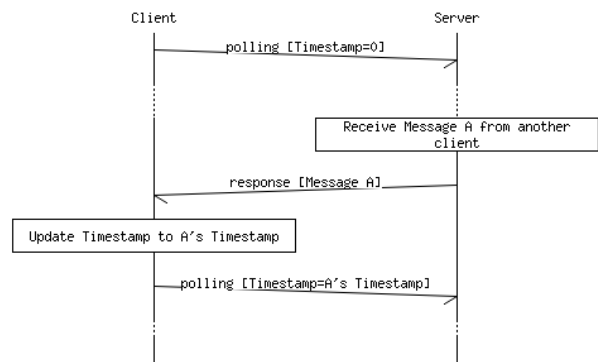 Client
Server
polling [Timestamp=0]
Receive Message A from another
client
response [Message A]
Update Timestamp to A's Timestamp
polling [Timestamp=A's Timestamp]